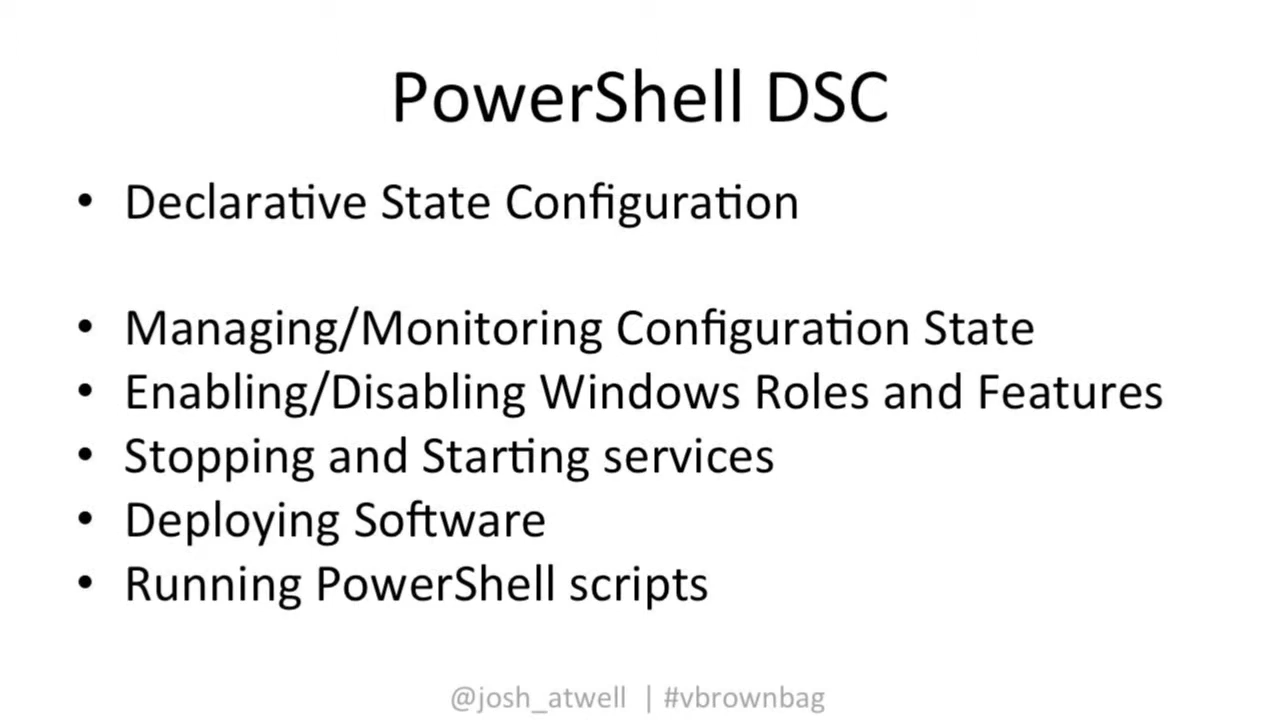 PowerShell DSC
• Declarative State Configuration
• Managing/Monitoring Configuration State
• Enabling/Disabling Windows Roles and Features
• Stopping and Starting services
• Deploying Software
• Running PowerShell scripts
@josh_atwell | #vbrownbag